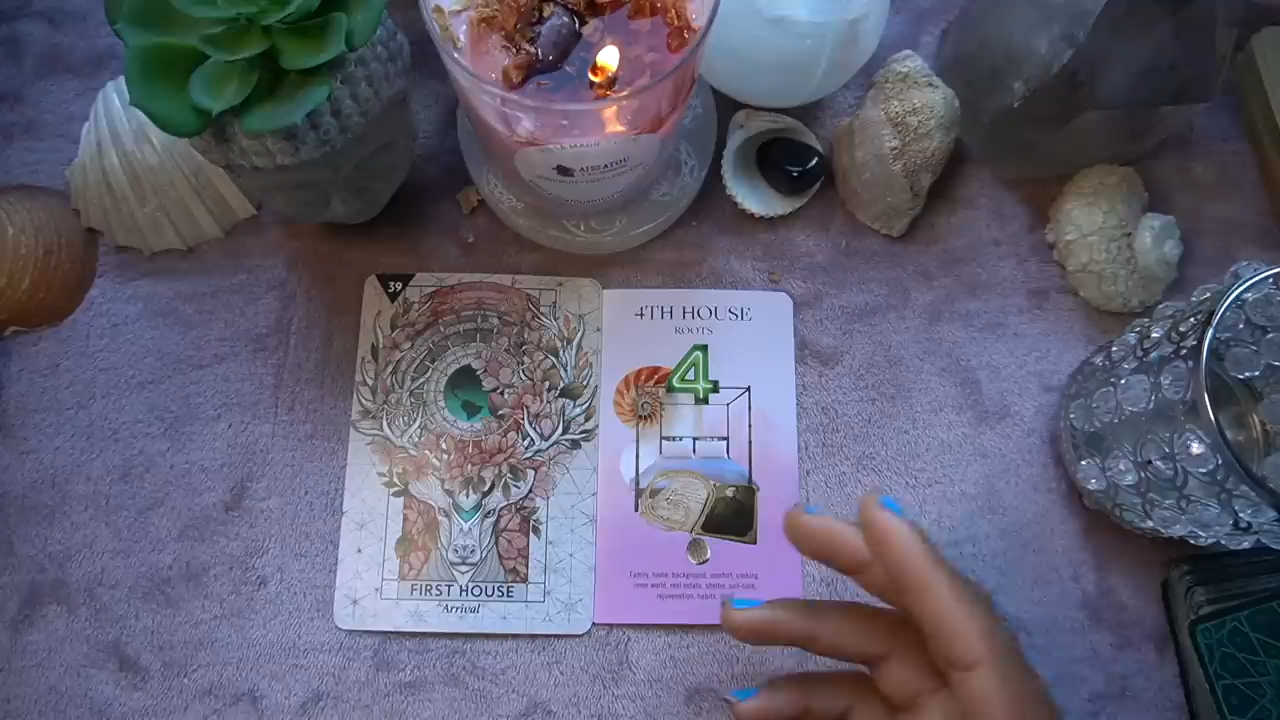 AISSATOU
39
FIRST HOUSE
Arrival
4TH HOUSE
ROOTS
4
Family, home, background, comfort, cooking,
inner world, real estate, shelter, self-care,
rejuvenation, habits,